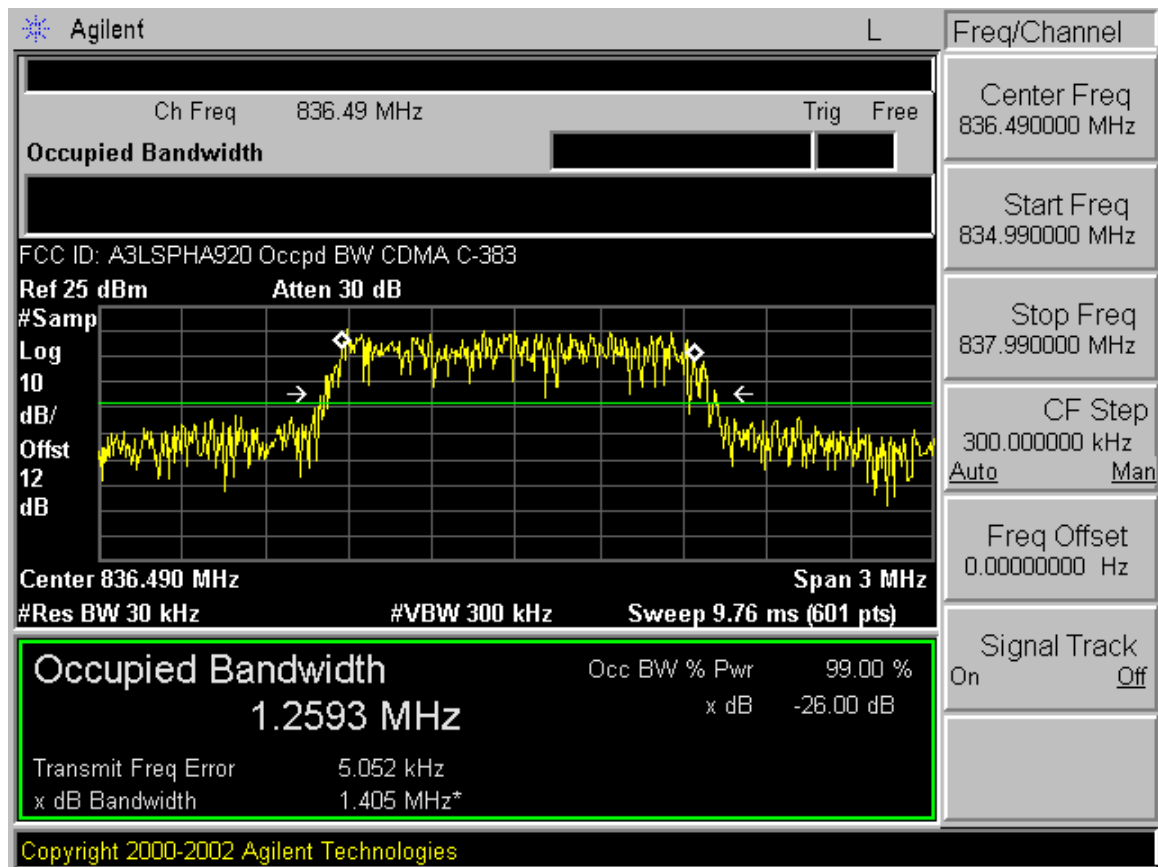 Agilent L
Ch Freq 836.49 MHz Trig Free
Occupied Bandwidth
FCC ID: A3LSPHA920 Occpd BW CDMA C-383
Ref 25 dBm Atten 30 dB
#Samp
Log
10
dB/
Offst
12
dB
Center 836.490 MHz Span 3 MHz
#Res BW 30 kHz #VBW 300 kHz Sweep 9.76 ms (601 pts)
Occupied Bandwidth Occ BW % Pwr 99.00 %
1.2593 MHz x dB -26.00 dB
Transmit Freq Error 5.052 kHz
x dB Bandwidth 1.405 MHz*
Copyright 2000-2002 Agilent Technologies
Freq/Channel
Center Freq
836.490000 MHz
Start Freq
834.990000 MHz
Stop Freq
837.990000 MHz
CF Step
300.000000 kHz
Auto Man
Freq Offset
0.00000000 Hz
Signal Track
On Off